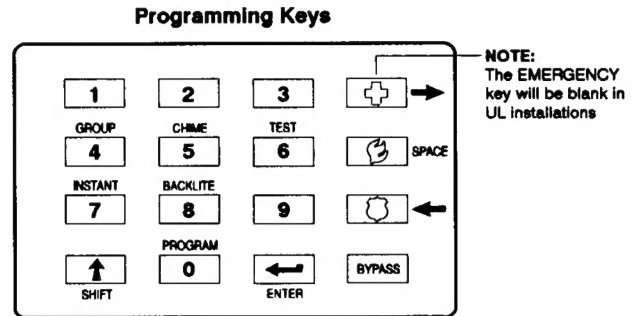 Programming Keys
NOTE:
The EMERGENCY
key will be blank in
UL installations
1 2 3
GROUP CHIME TEST
4 5 6 SPACE
INSTANT BACKLITE
7 8 9
PROGRAM
0 BYPASS
SHIFT ENTER